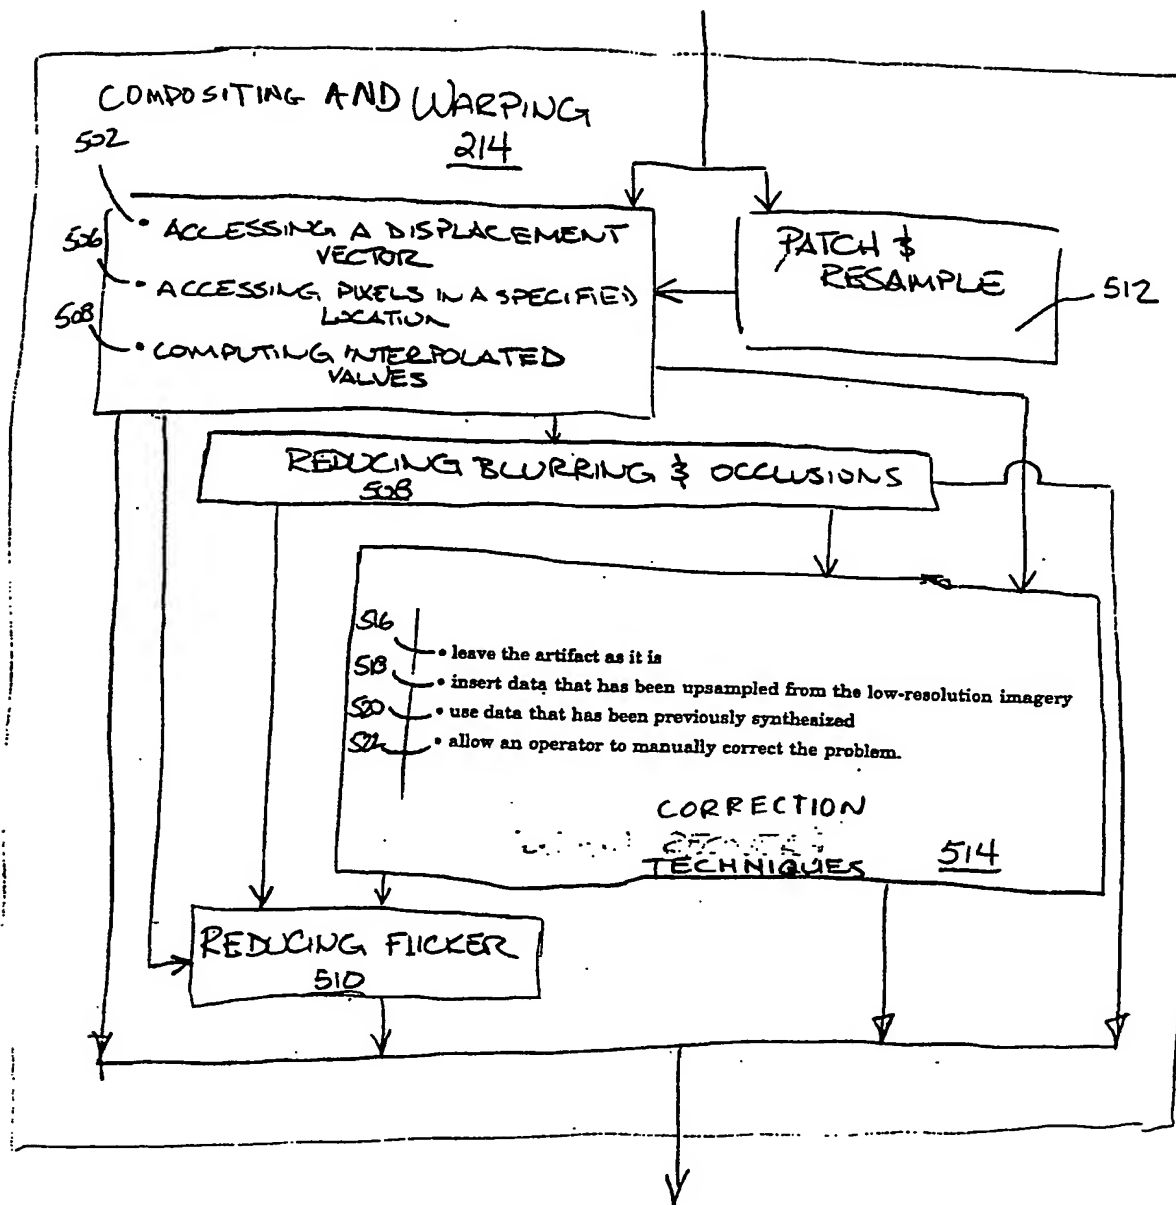 COMPOSITING AND WARPING
214
502
• ACCESSING A DISPLACEMENT
VECTOR
506
• ACCESSING PIXELS IN A SPECIFIED
LOCATION
508
• COMPUTING INTERPOLATED
VALUES
PATCH &
RESAMPLE
512
REDUCING BLURRING & OCCLUSIONS
508
516
• leave the artifact as it is
518
• insert data that has been upsampled from the low-resolution imagery
520
• use data that has been previously synthesized
522
• allow an operator to manually correct the problem.
CORRECTION
TECHNIQUES
514
REDUCING FLICKER
510